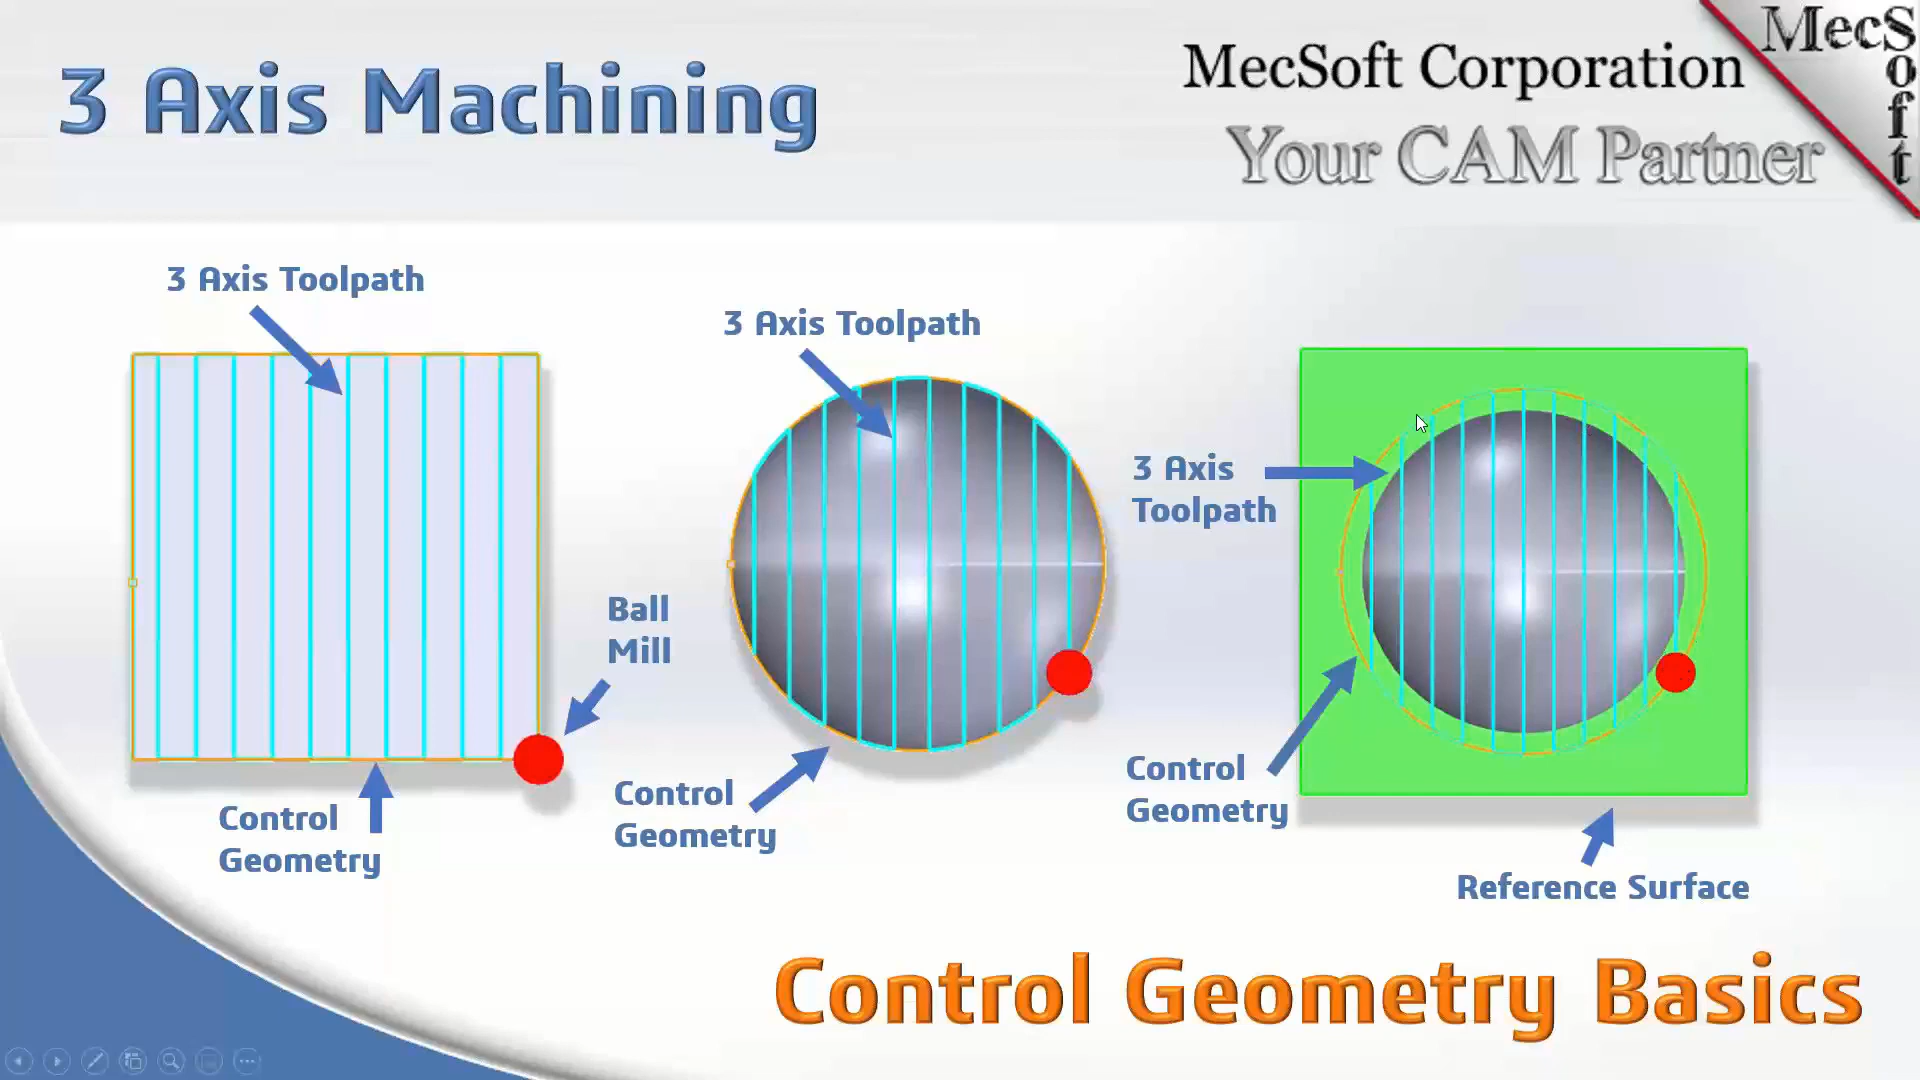 3 Axis Machining
MecSoft Corporation
Your CAM Partner
MecSoft
3 Axis Toolpath
3 Axis Toolpath
3 Axis
Toolpath
Ball
Mill
Control
Geometry
Control
Geometry
Control
Geometry
Reference Surface
Control Geometry Basics